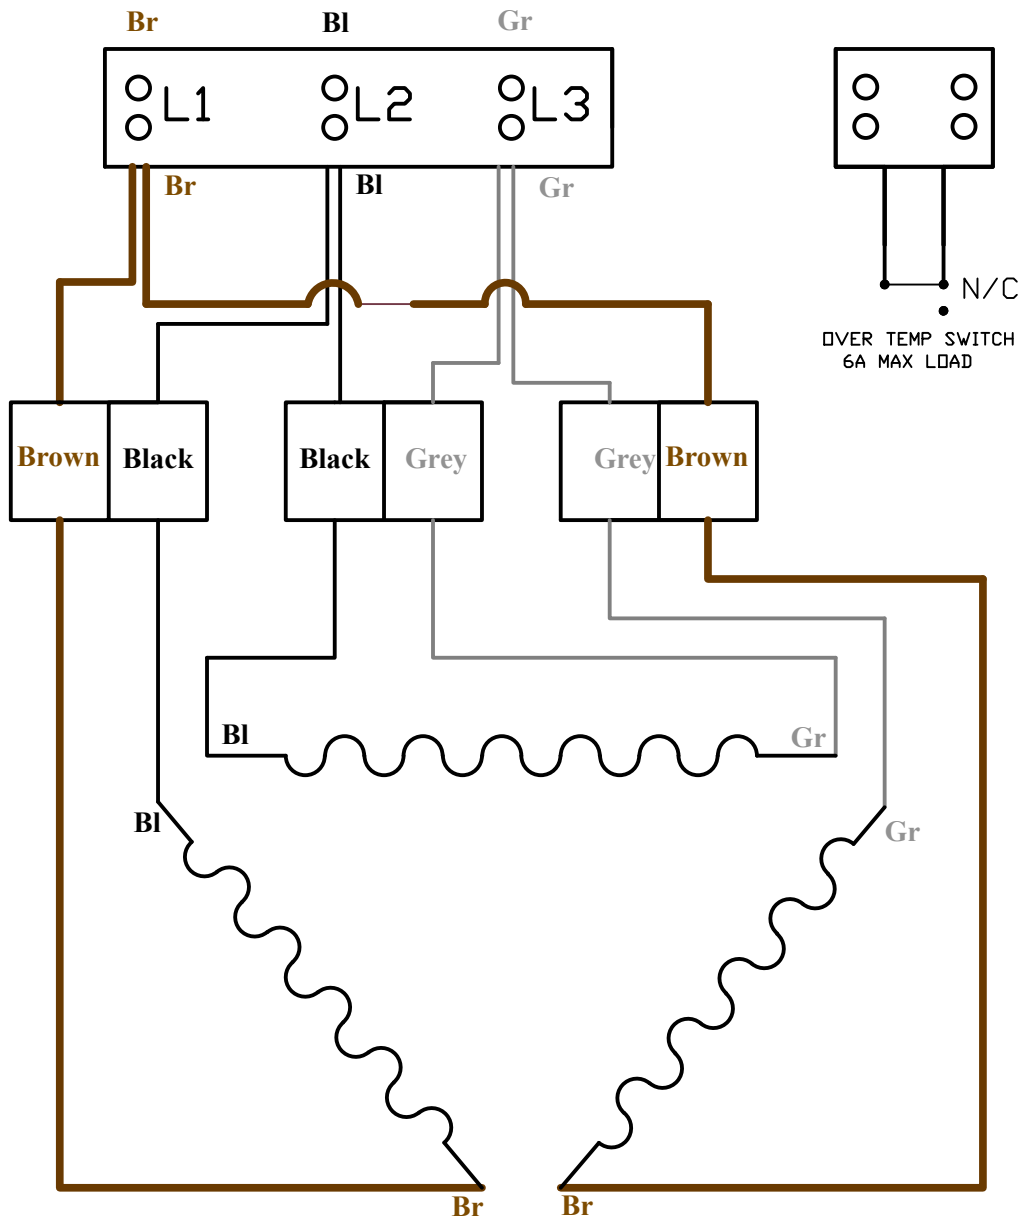 Br Bl Gr
L1 L2 L3
Br Bl Gr
N/C
OVER TEMP SWITCH
6A MAX LOAD
Brown Black Black Grey Grey Brown
Bl Gr
Bl Gr
Br Br